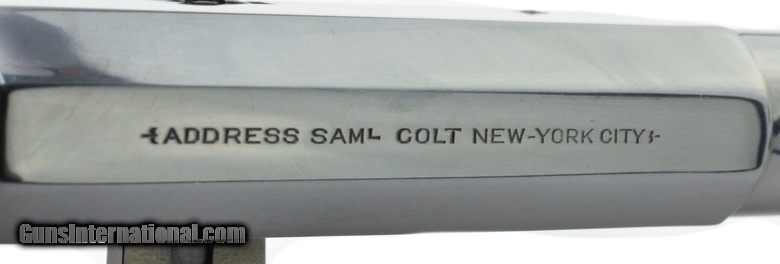 -{ADDRESS SAMᴸ COLT NEW-YORK CITY}-
GunsInternational.com